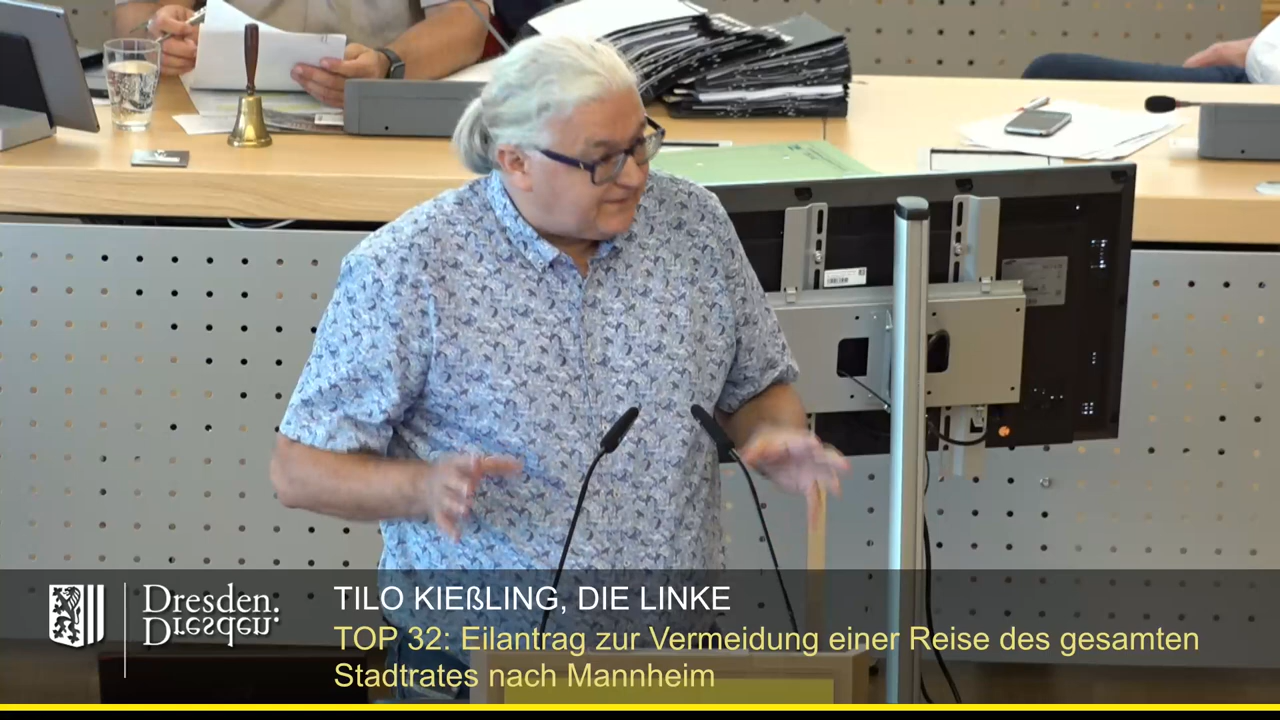 Dresden.
TILO KIEßLING, DIE LINKE
TOP 32: Eilantrag zur Vermeidung einer Reise des gesamten
Stadtrates nach Mannheim